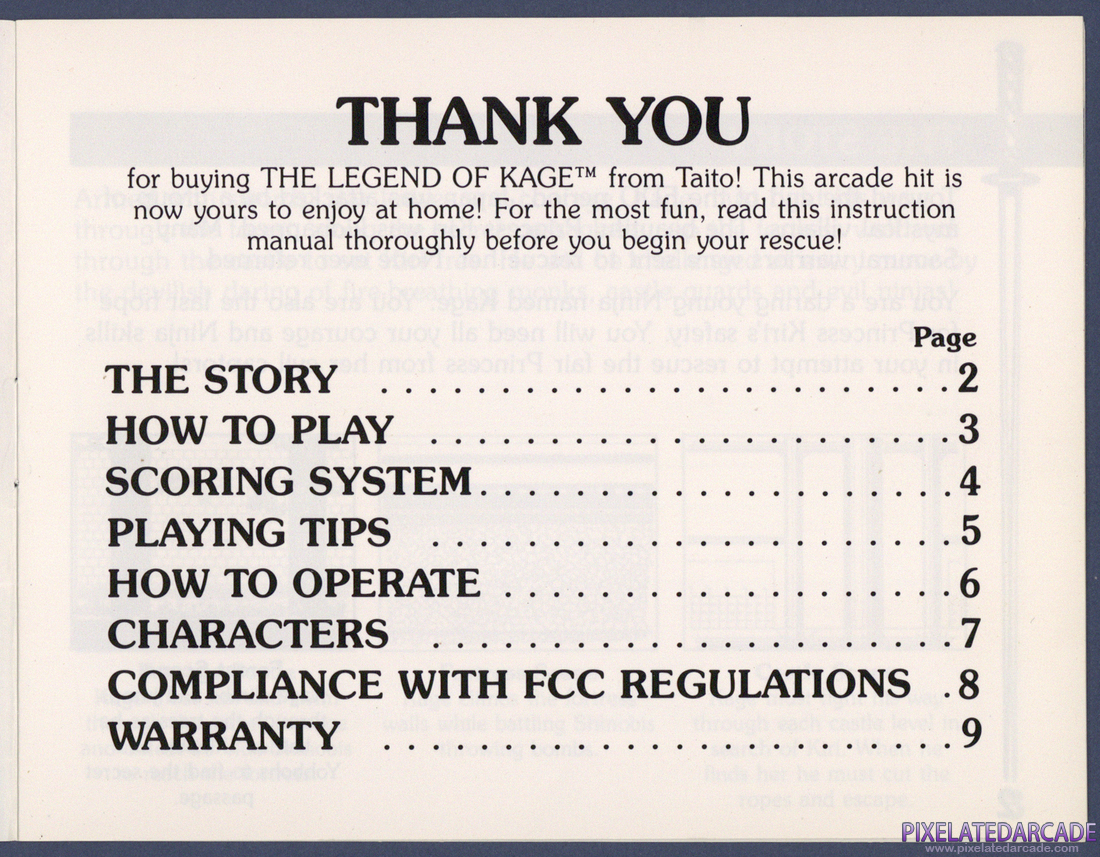 THANK YOU
for buying THE LEGEND OF KAGE™ from Taito! This arcade hit is
now yours to enjoy at home! For the most fun, read this instruction
manual thoroughly before you begin your rescue!
Page
THE STORY . . . . . . . . . . . . . . . . . . . . . . . . 2
HOW TO PLAY . . . . . . . . . . . . . . . . . . . . . . 3
SCORING SYSTEM . . . . . . . . . . . . . . . . . . . . 4
PLAYING TIPS . . . . . . . . . . . . . . . . . . . . . . 5
HOW TO OPERATE . . . . . . . . . . . . . . . . . . . 6
CHARACTERS . . . . . . . . . . . . . . . . . . . . . . . 7
COMPLIANCE WITH FCC REGULATIONS . 8
WARRANTY . . . . . . . . . . . . . . . . . . . . . . . . 9
PIXELATEDARCADE
www.pixelatedarcade.com